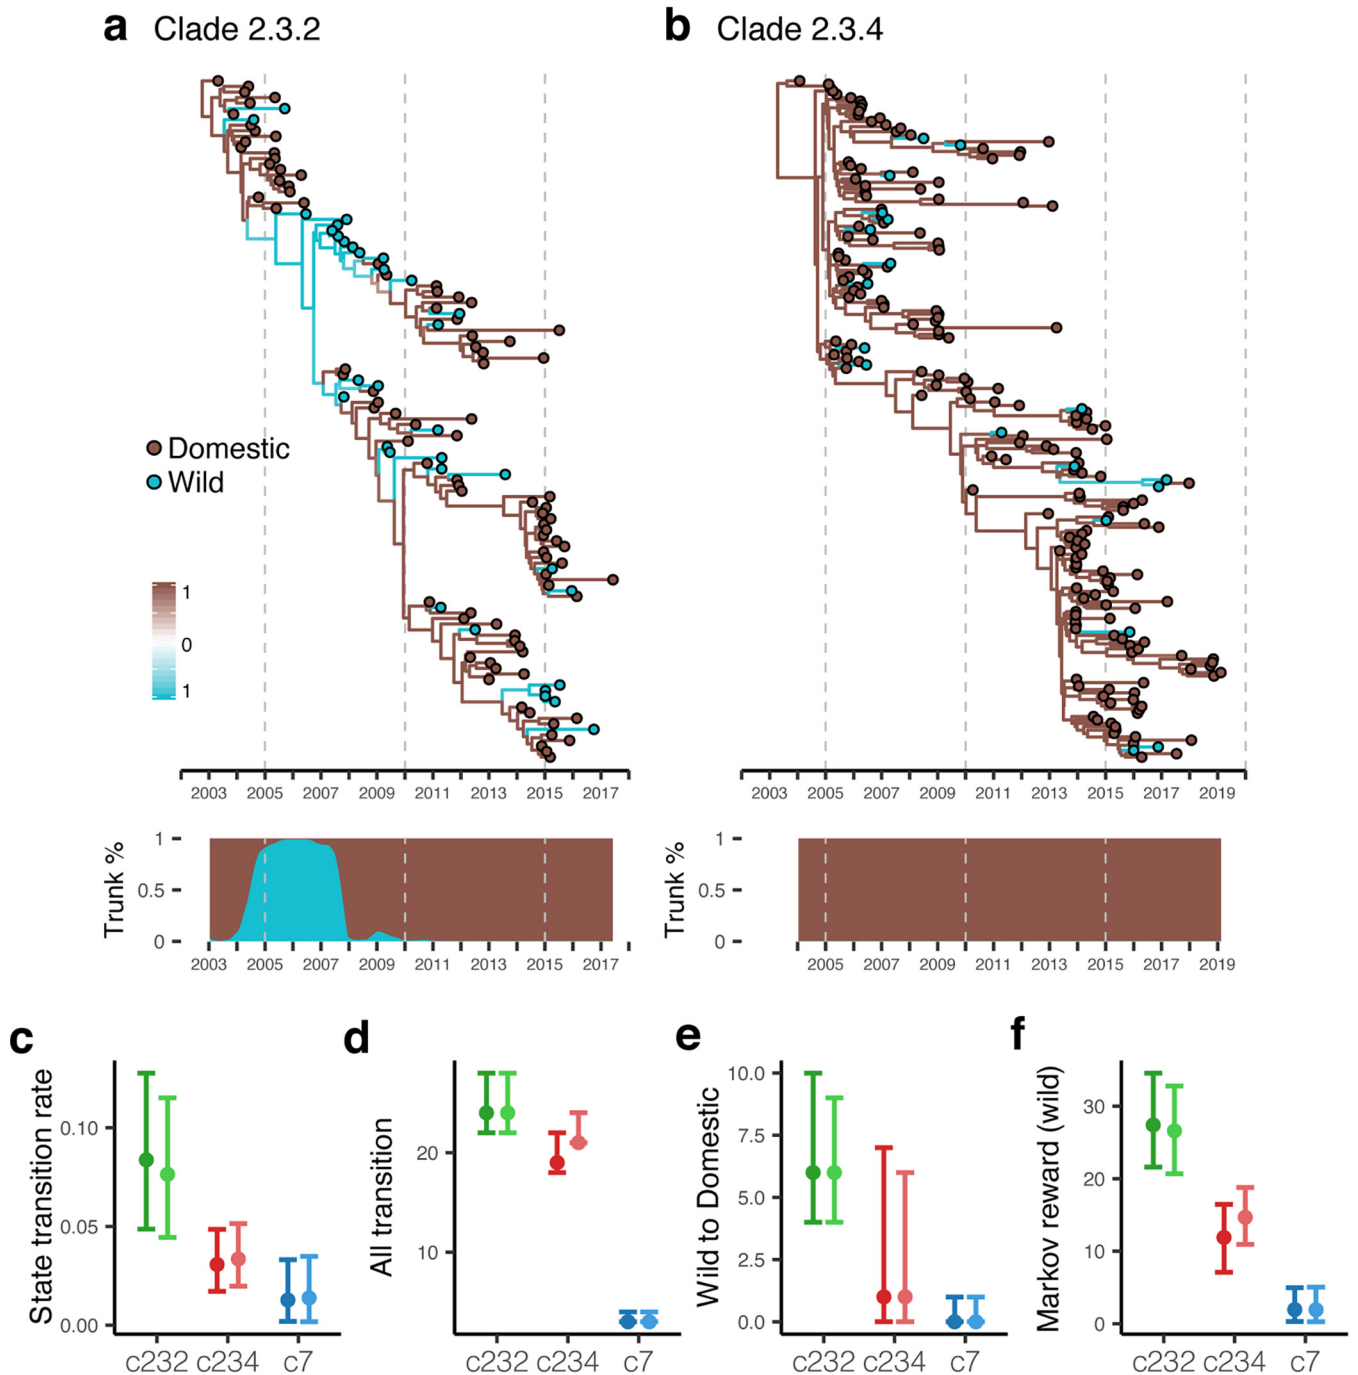 a Clade 2.3.2
b Clade 2.3.4
Domestic
Wild
1
0
1
2003 2005 2007 2009 2011 2013 2015 2017
2003 2005 2007 2009 2011 2013 2015 2017 2019
Trunk %
1
0.5
0
2003 2005 2007 2009 2011 2013 2015 2017
Trunk %
1
0.5
0
2005 2007 2009 2011 2013 2015 2017 2019
c
State transition rate
0.10
0.05
0.00
c232 c234 c7
d
All transition
20
10
c232 c234 c7
e
Wild to Domestic
10.0
7.5
5.0
2.5
0.0
c232 c234 c7
f
Markov reward (wild)
30
20
10
0
c232 c234 c7